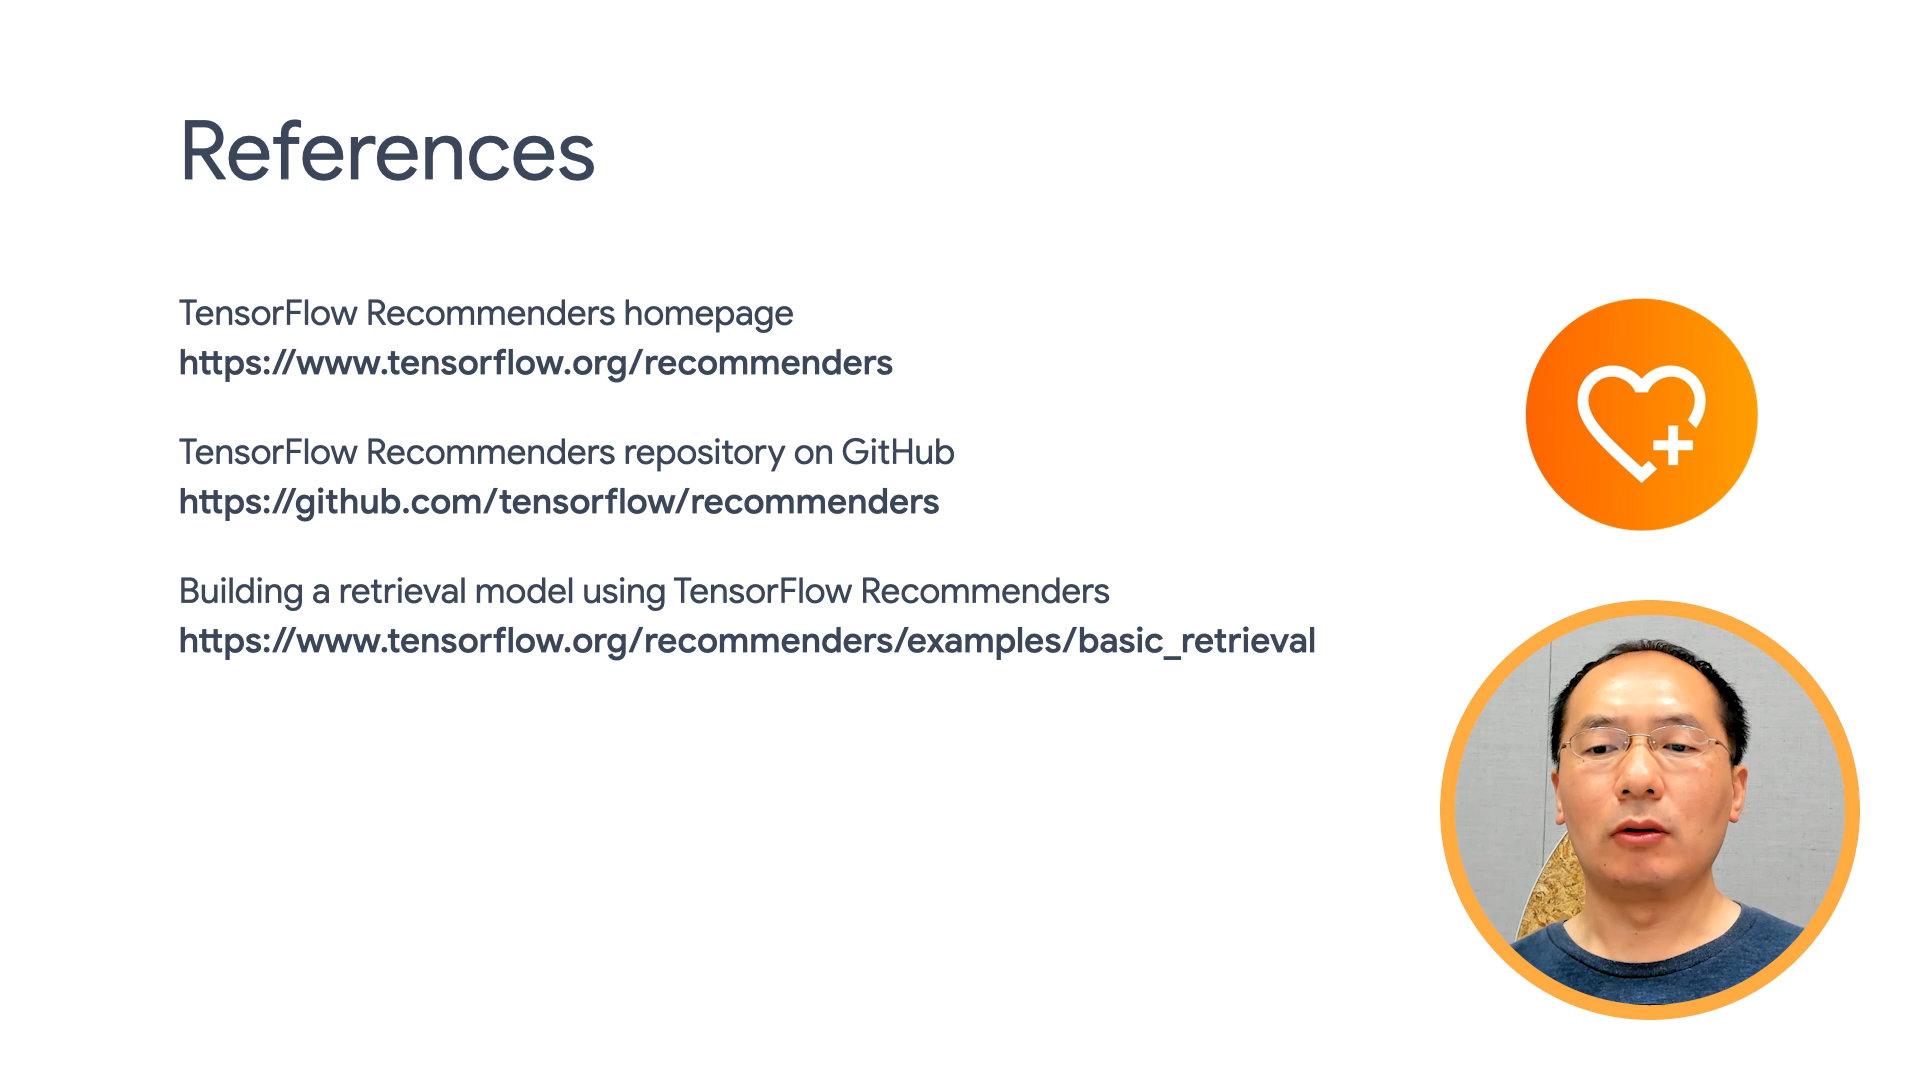 References
TensorFlow Recommenders homepage
https://www.tensorflow.org/recommenders
TensorFlow Recommenders repository on GitHub
https://github.com/tensorflow/recommenders
Building a retrieval model using TensorFlow Recommenders
https://www.tensorflow.org/recommenders/examples/basic_retrieval